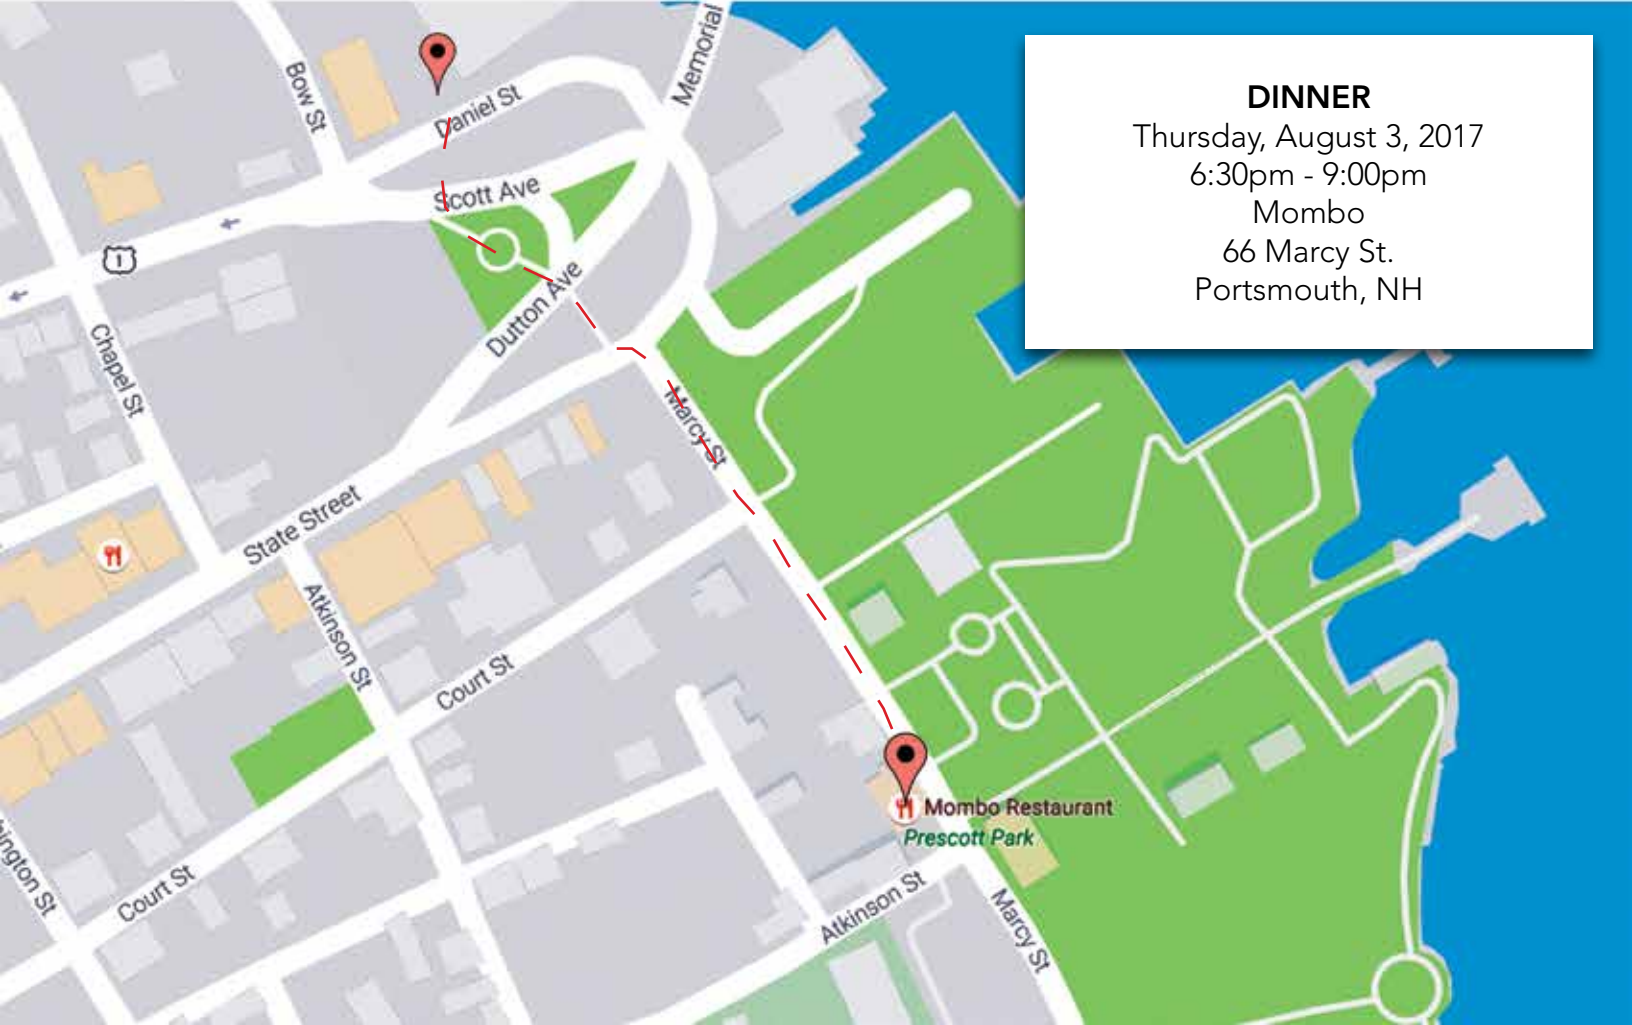 DINNER
Thursday, August 3, 2017
6:30pm - 9:00pm
Mombo
66 Marcy St.
Portsmouth, NH
Memorial
Bow St
Daniel St
Scott Ave
1
Dutton Ave
Chapel St
Marcy St
State Street
Atkinson St
Court St
Mombo Restaurant
Prescott Park
Court St
Atkinson St
Marcy St
ington St